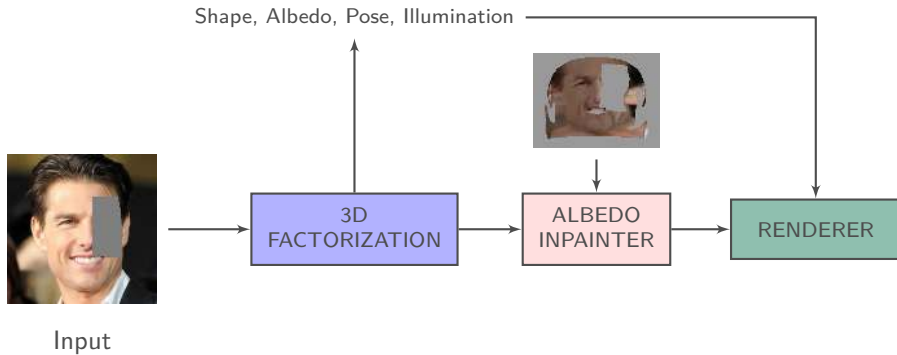 Shape, Albedo, Pose, Illumination
3D
FACTORIZATION
ALBEDO
INPAINTER
RENDERER
Input